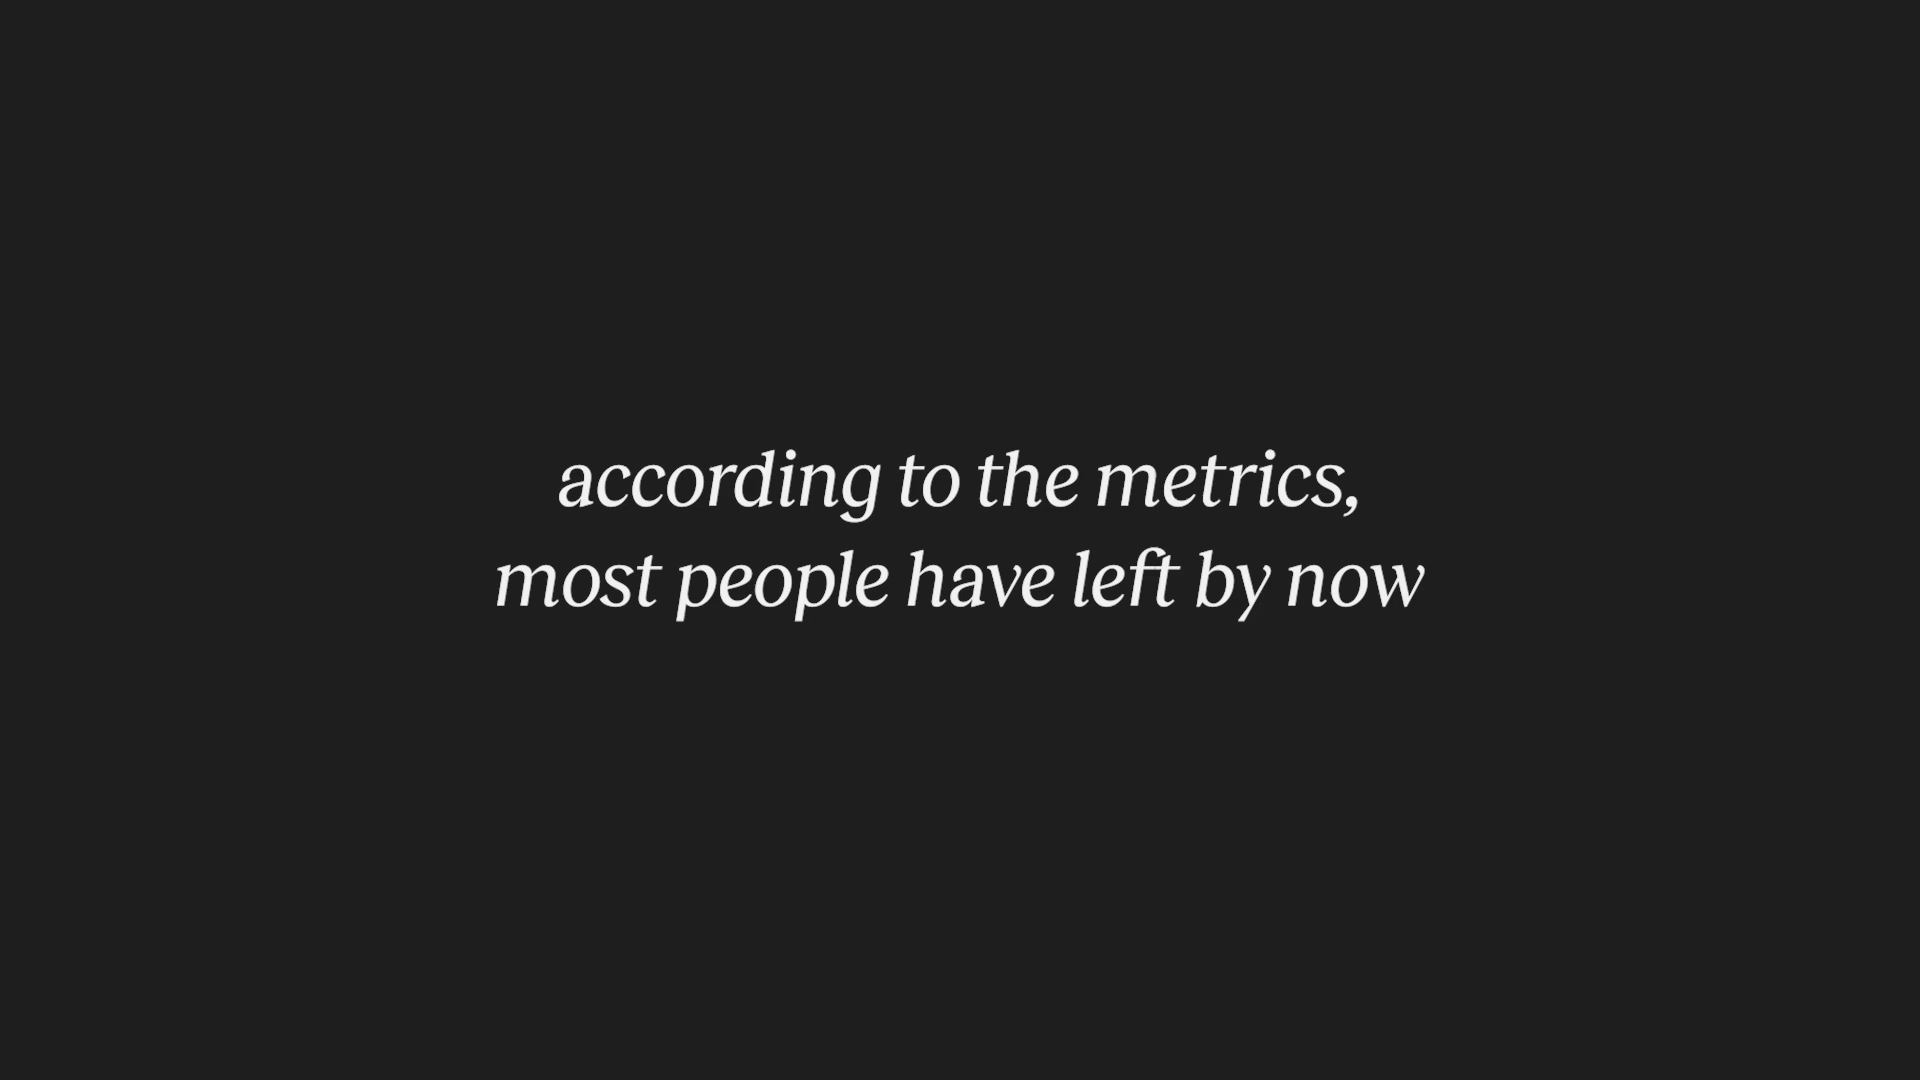 according to the metrics,
most people have left by now